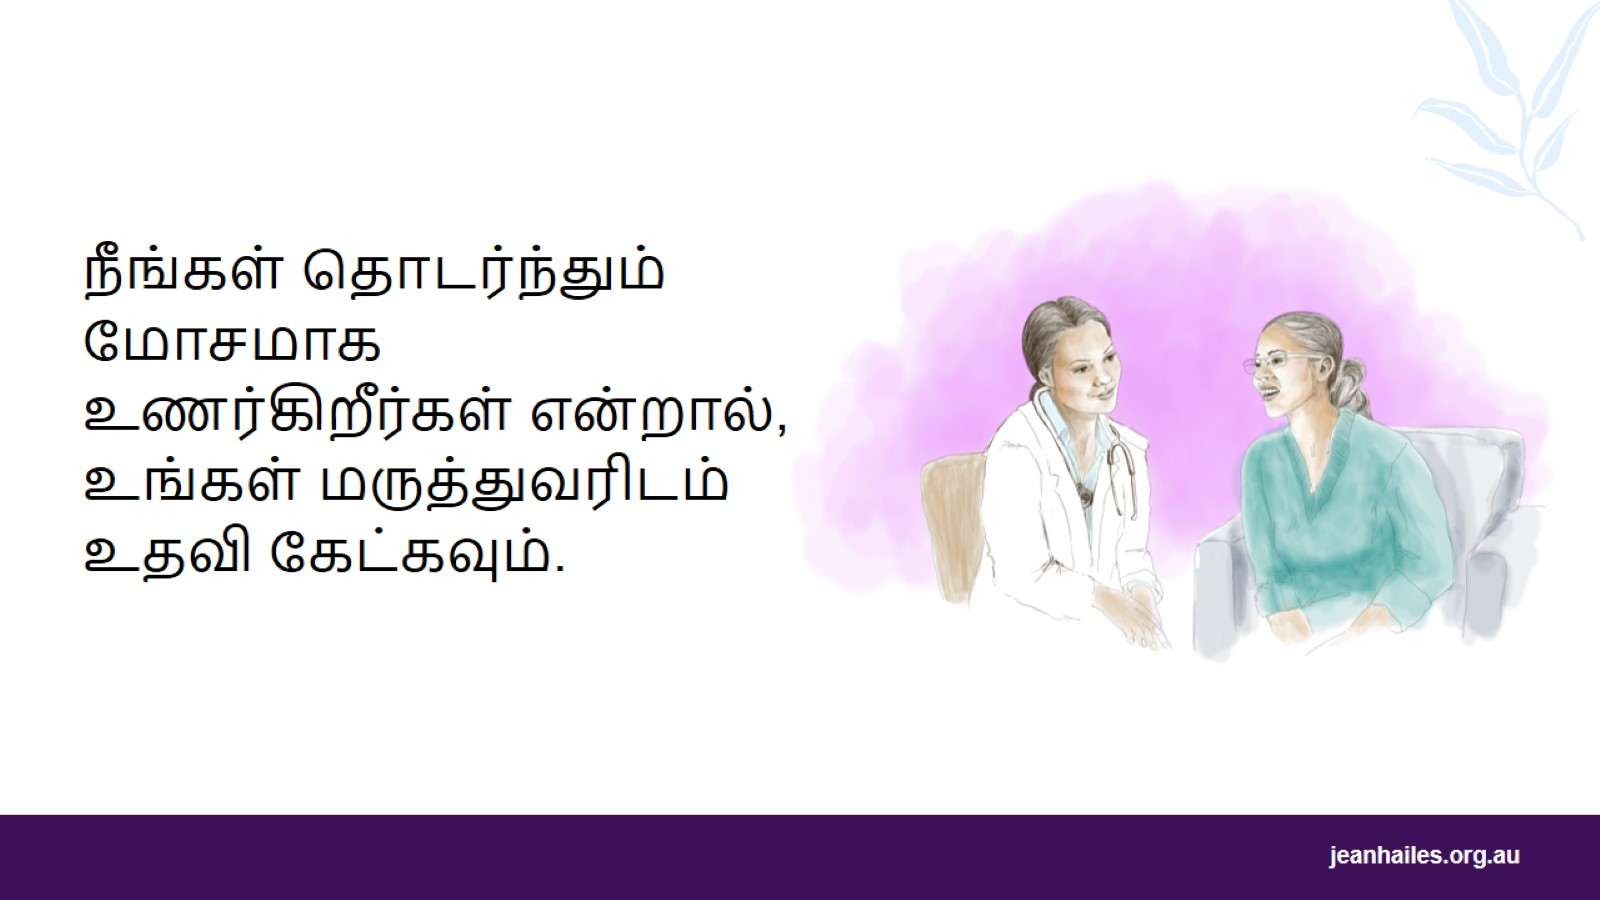 நீங்கள் தொடர்ந்தும்
மோசமாக
உணர்கிறீர்கள் என்றால்,
உங்கள் மருத்துவரிடம்
உதவி கேட்கவும்.
jeanhailes.org.au